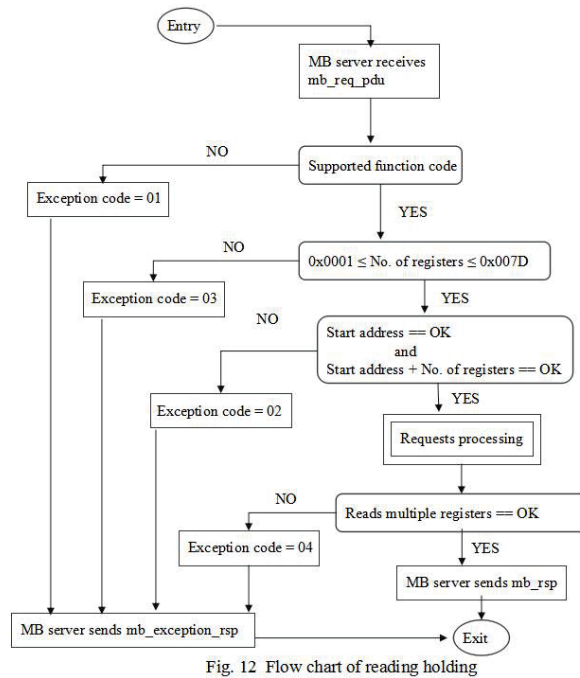 Entry
MB server receives
mb_req_pdu
NO
Supported function code
Exception code = 01
YES
NO
0x0001 ≤ No. of registers ≤ 0x007D
Exception code = 03
YES
NO
Start address == OK
and
Start address + No. of registers == OK
Exception code = 02
YES
Requests processing
NO
Reads multiple registers == OK
Exception code = 04
YES
MB server sends mb_rsp
MB server sends mb_exception_rsp
Exit
Fig. 12 Flow chart of reading holding